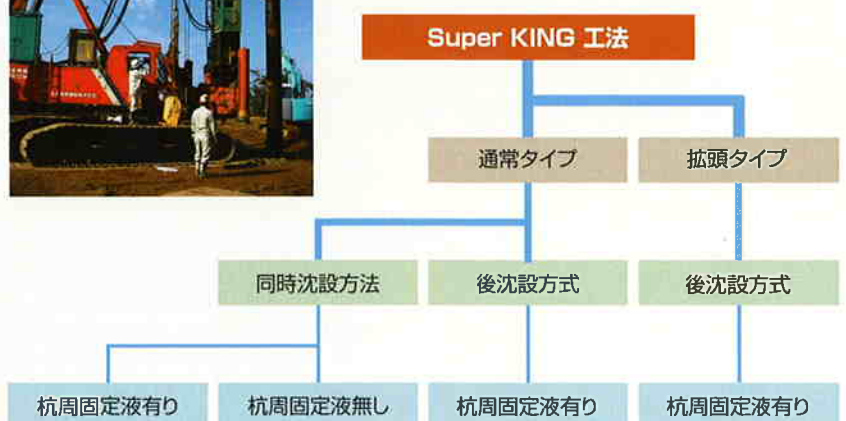 Super KING 工法
通常タイプ
拡頭タイプ
同時沈設方法
後沈設方式
後沈設方式
杭周固定液有り
杭周固定液無し
杭周固定液有り
杭周固定液有り